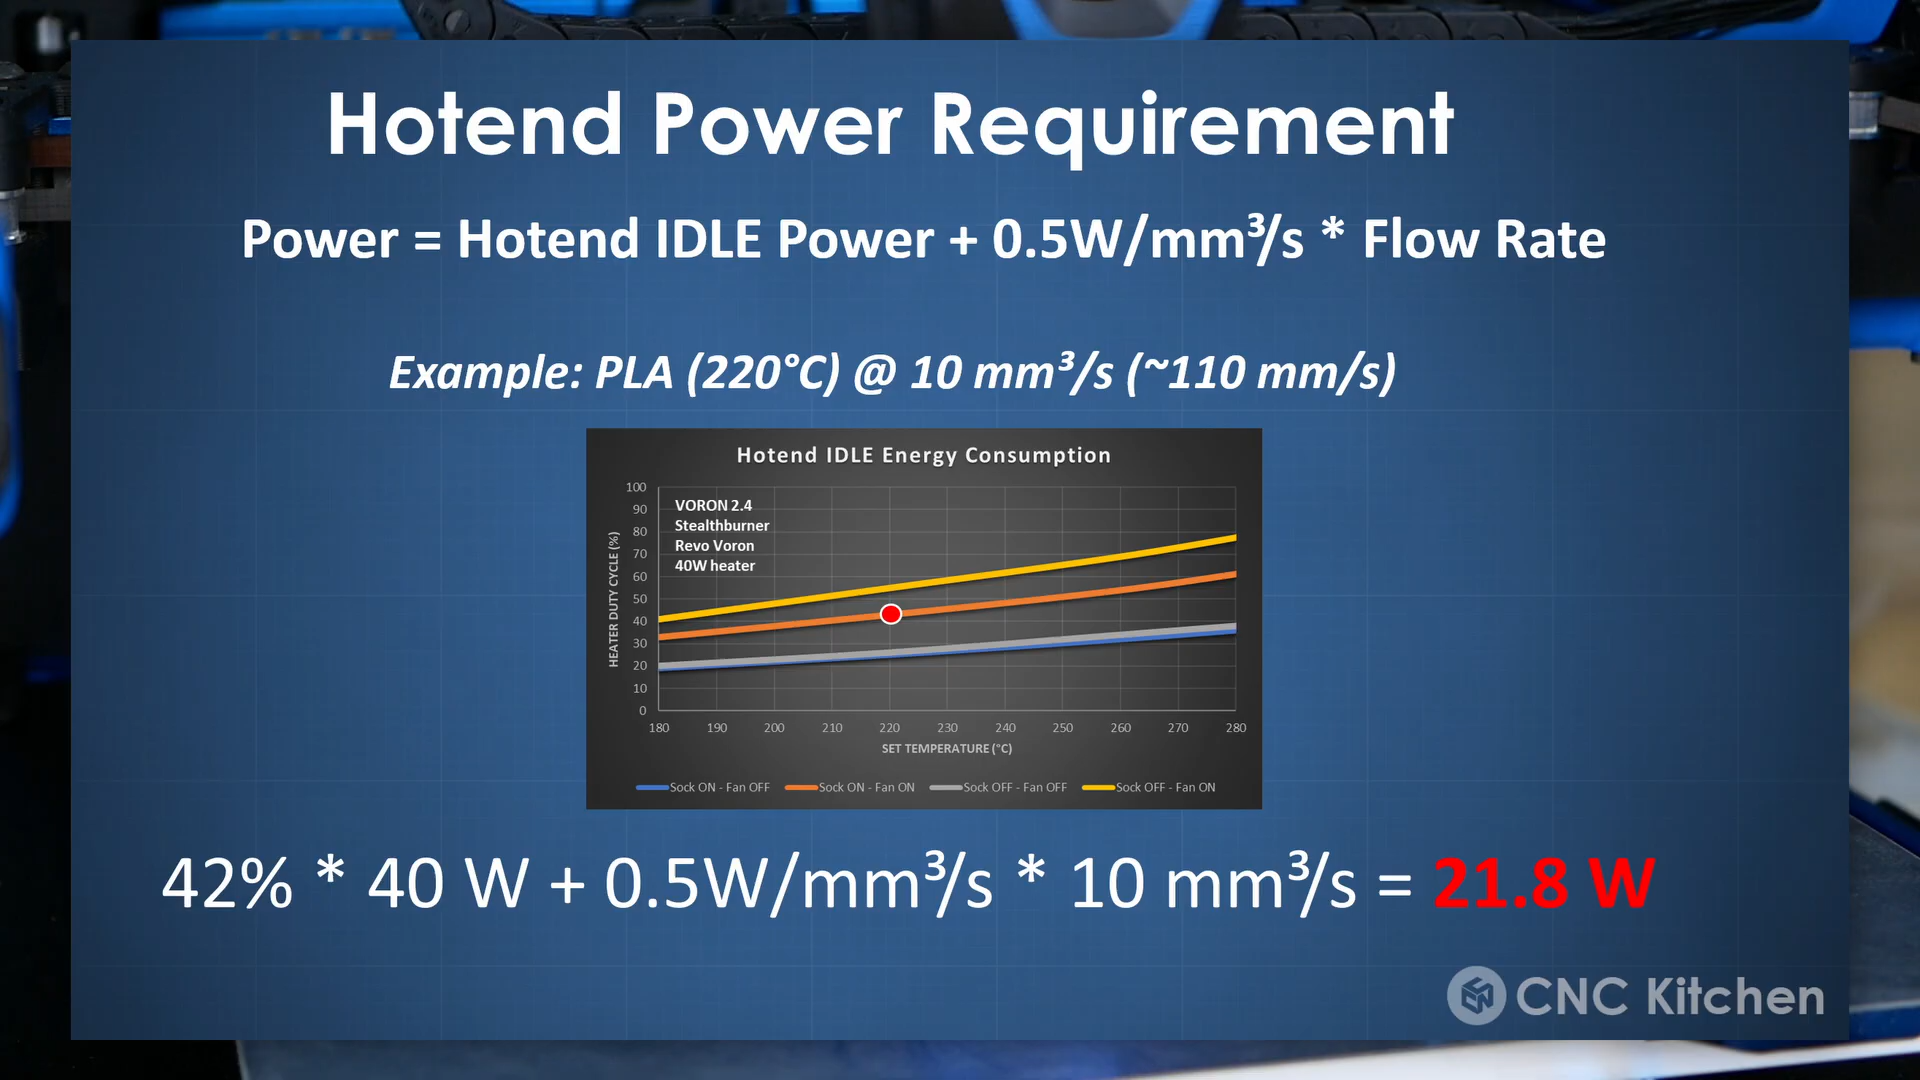 Hotend Power Requirement
Power = Hotend IDLE Power + 0.5W/mm³/s * Flow Rate
Example: PLA (220°C) @ 10 mm³/s (~110 mm/s)
Hotend IDLE Energy Consumption
VORON 2.4
Stealthburner
Revo Voron
40W heater
HEATER DUTY CYCLE (%)
100
90
80
70
60
50
40
30
20
10
0
180 190 200 210 220 230 240 250 260 270 280
SET TEMPERATURE (°C)
Sock ON - Fan OFF Sock ON - Fan ON Sock OFF - Fan OFF Sock OFF - Fan ON
42% * 40 W + 0.5W/mm³/s * 10 mm³/s = 21.8 W
CNC Kitchen